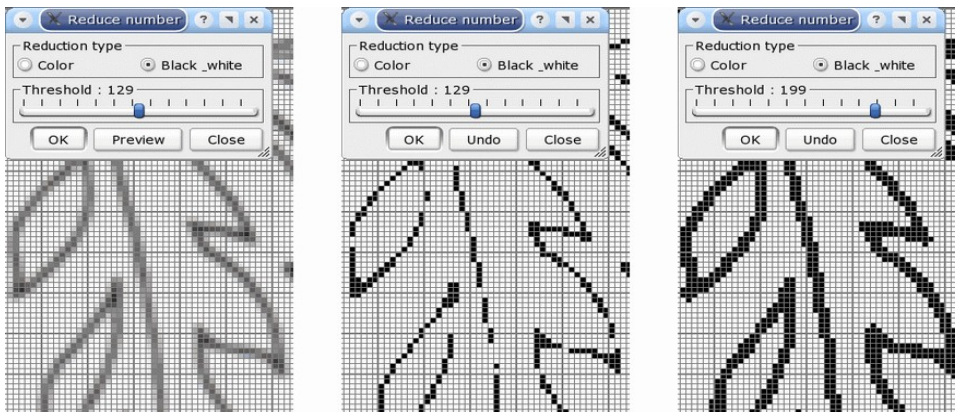 Reduce number
Reduction type
Color Black _white
Threshold : 129
OK Preview Close
Reduce number
Reduction type
Color Black _white
Threshold : 129
OK Undo Close
Reduce number
Reduction type
Color Black _white
Threshold : 199
OK Undo Close